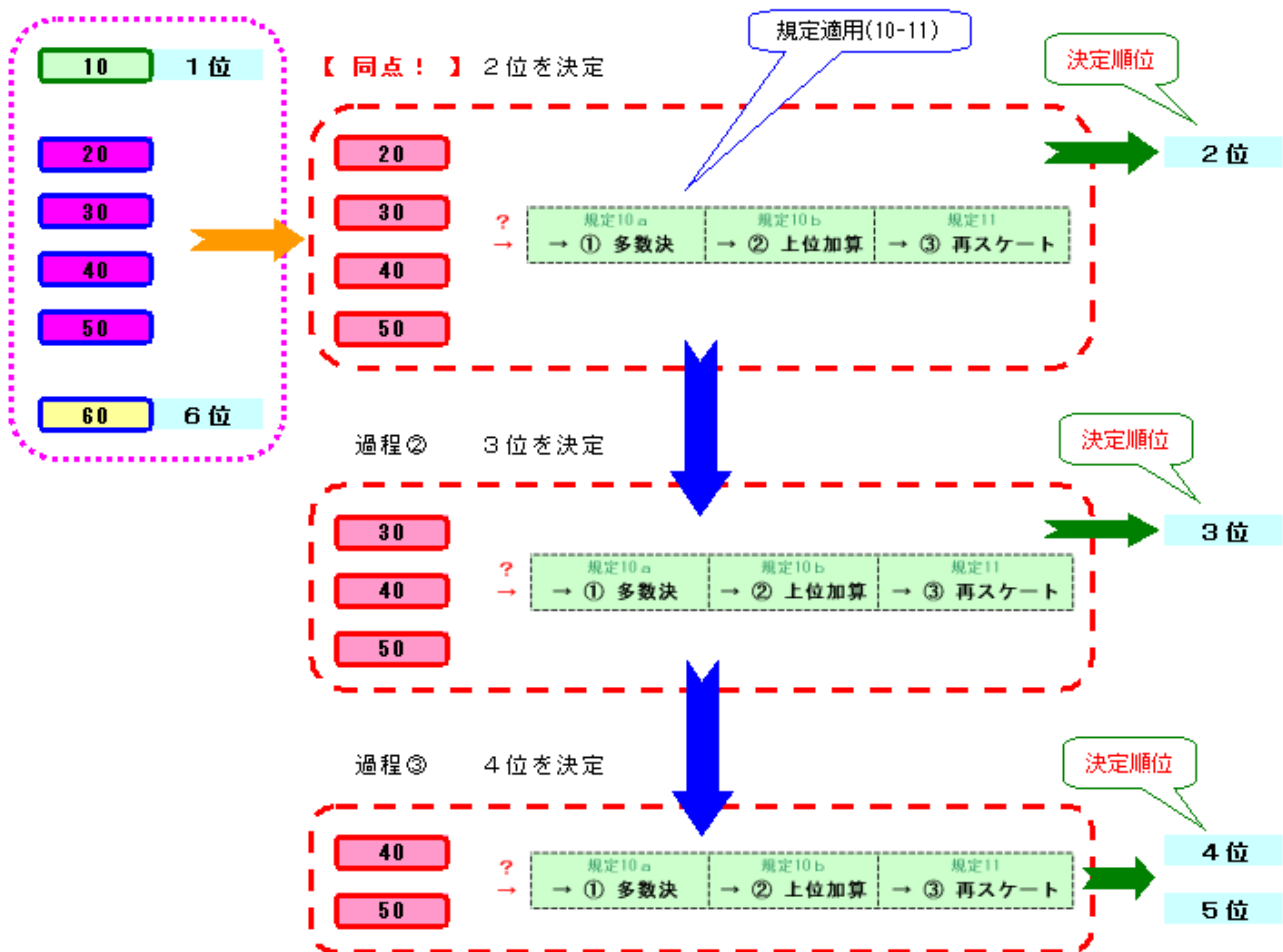 規定適用(10-11)
決定順位
10 1位
【 同点! 】 2位を決定
20
20
2位
30
30
?
→
規定10a 規定10b 規定11
→ ① 多数決 → ② 上位加算 → ③ 再スケート
40
40
50
50
60 6位
過程② 3位を決定
決定順位
30
3位
40
?
→
規定10a 規定10b 規定11
→ ① 多数決 → ② 上位加算 → ③ 再スケート
50
過程③ 4位を決定
決定順位
40
4位
?
→
規定10a 規定10b 規定11
→ ① 多数決 → ② 上位加算 → ③ 再スケート
50
5位